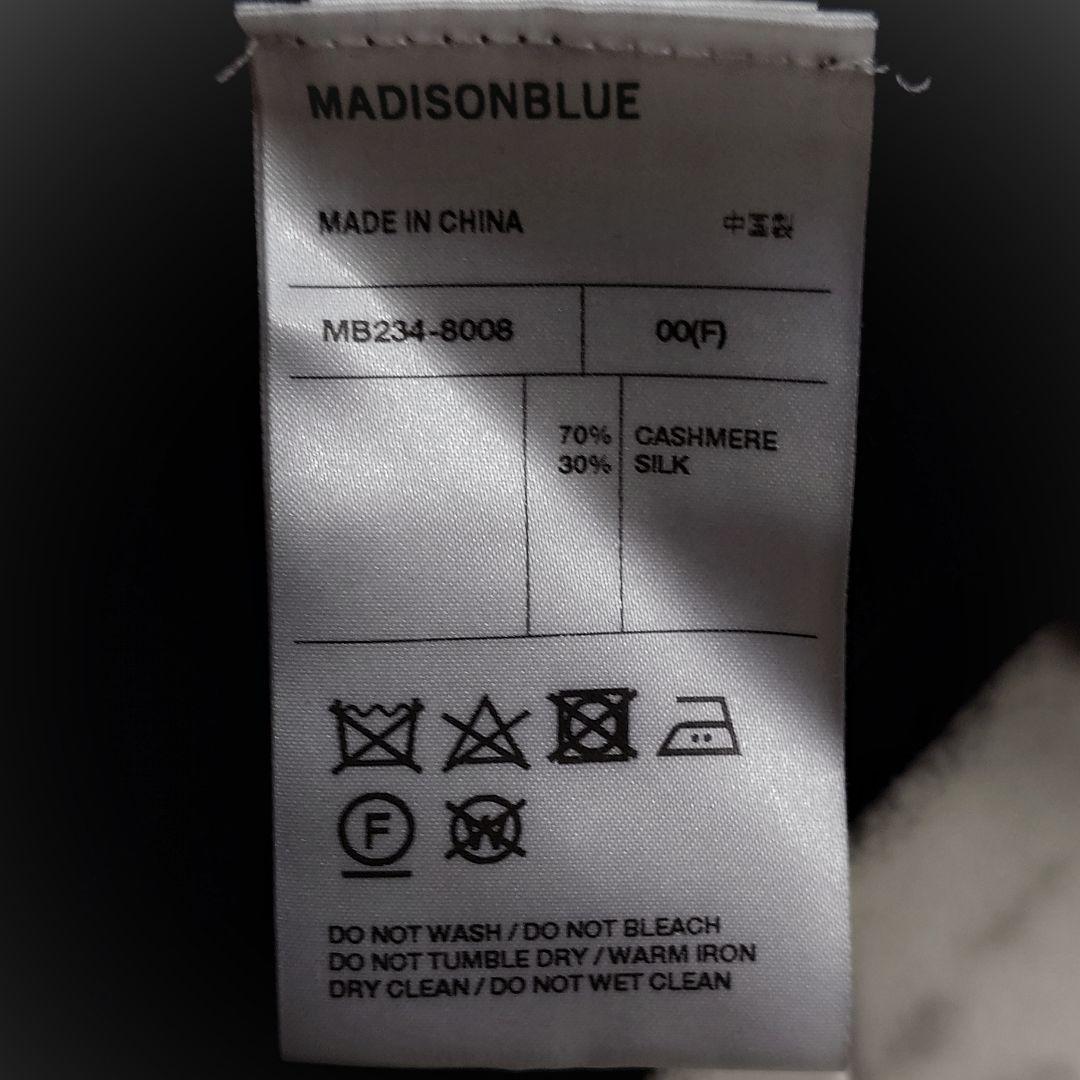 MADISONBLUE
MADE IN CHINA 中国製
MB234-8008 00(F)
70% CASHMERE
30% SILK
F W
DO NOT WASH / DO NOT BLEACH
DO NOT TUMBLE DRY / WARM IRON
DRY CLEAN / DO NOT WET CLEAN